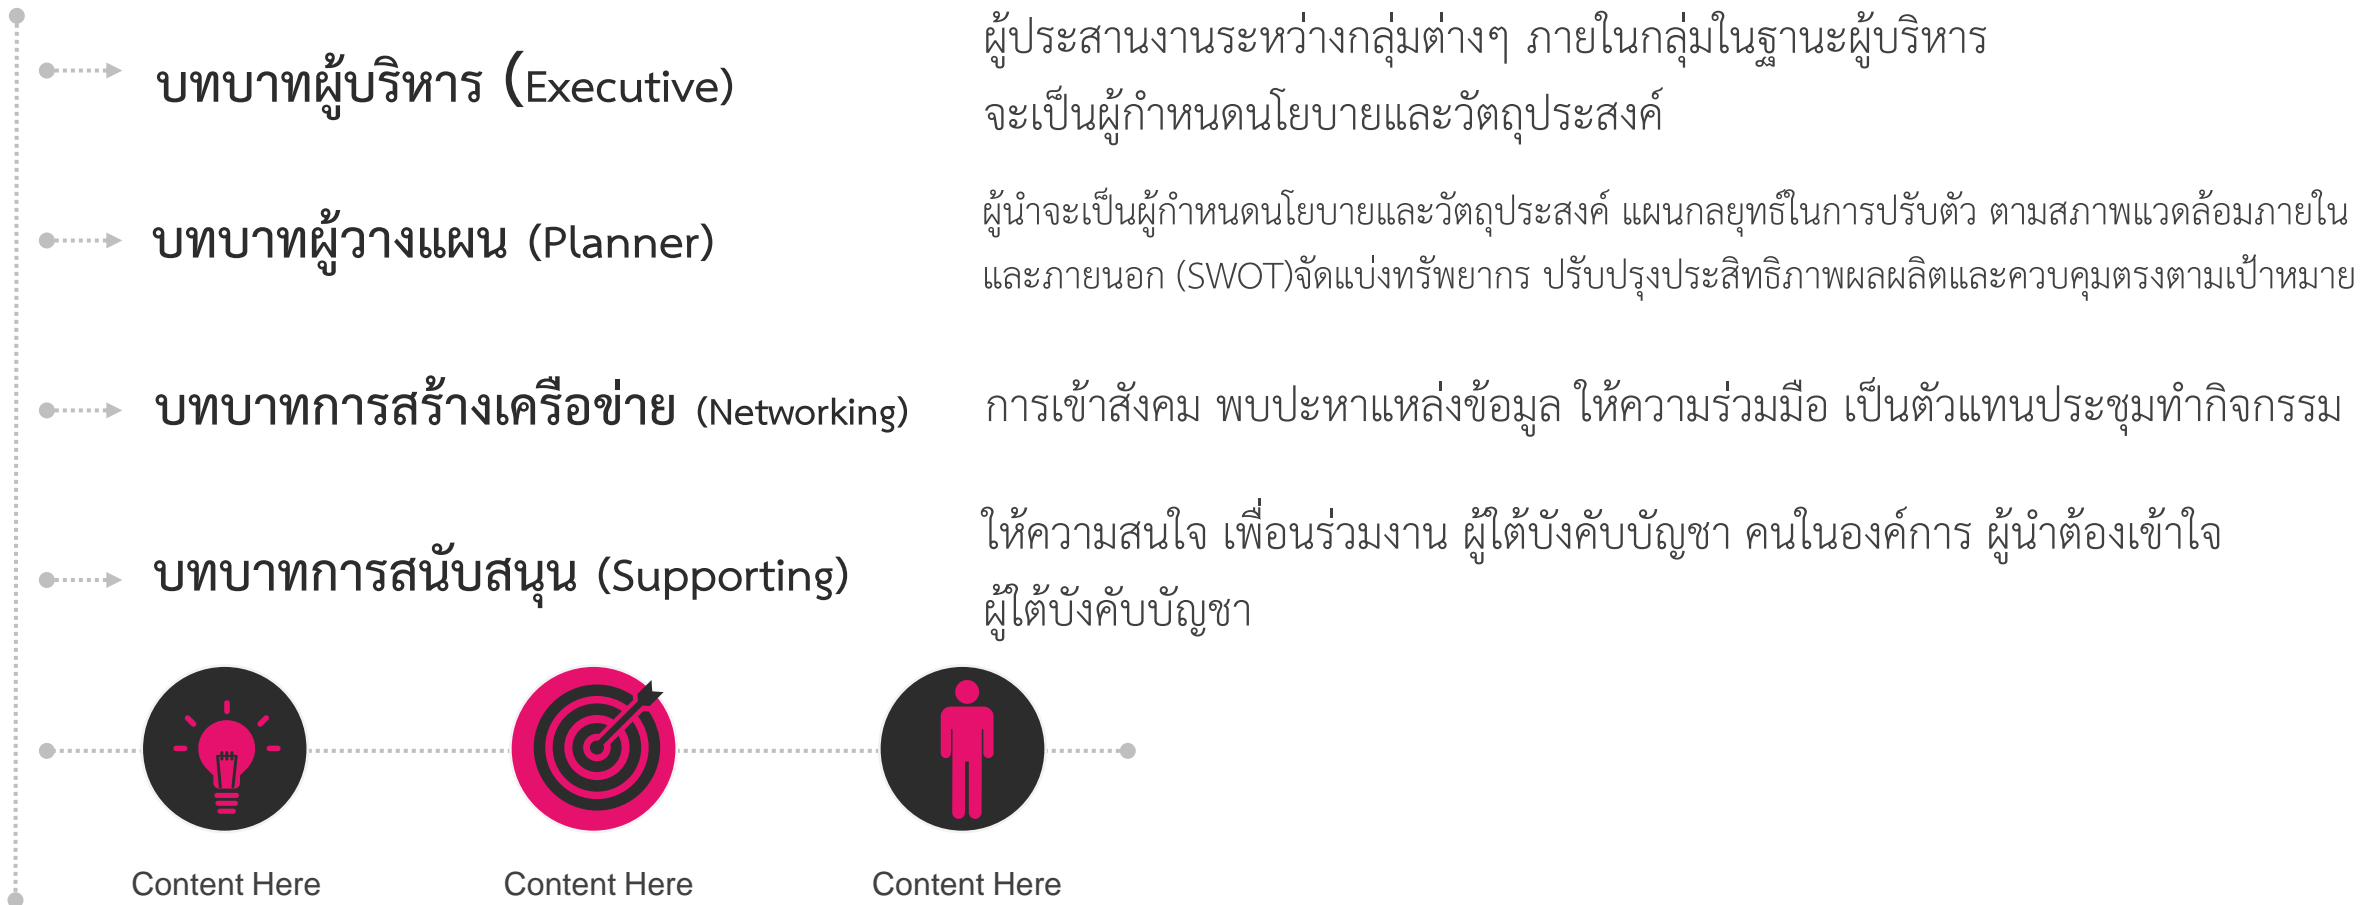 บทบาทผู้บริหาร (Executive)
ผู้ประสานงานระหว่างกลุ่มต่างๆ ภายในกลุ่มในฐานะผู้บริหาร
จะเป็นผู้กำหนดนโยบายและวัตถุประสงค์
บทบาทผู้วางแผน (Planner)
ผู้นำจะเป็นผู้กำหนดนโยบายและวัตถุประสงค์ แผนกลยุทธ์ในการปรับตัว ตามสภาพแวดล้อมภายใน
และภายนอก (SWOT)จัดแบ่งทรัพยากร ปรับปรุงประสิทธิภาพผลผลิตและควบคุมตรงตามเป้าหมาย
บทบาทการสร้างเครือข่าย (Networking)
การเข้าสังคม พบปะหาแหล่งข้อมูล ให้ความร่วมมือ เป็นตัวแทนประชุมทำกิจกรรม
บทบาทการสนับสนุน (Supporting)
ให้ความสนใจ เพื่อนร่วมงาน ผู้ใต้บังคับบัญชา คนในองค์การ ผู้นำต้องเข้าใจ
ผู้ใต้บังคับบัญชา
Content Here
Content Here
Content Here